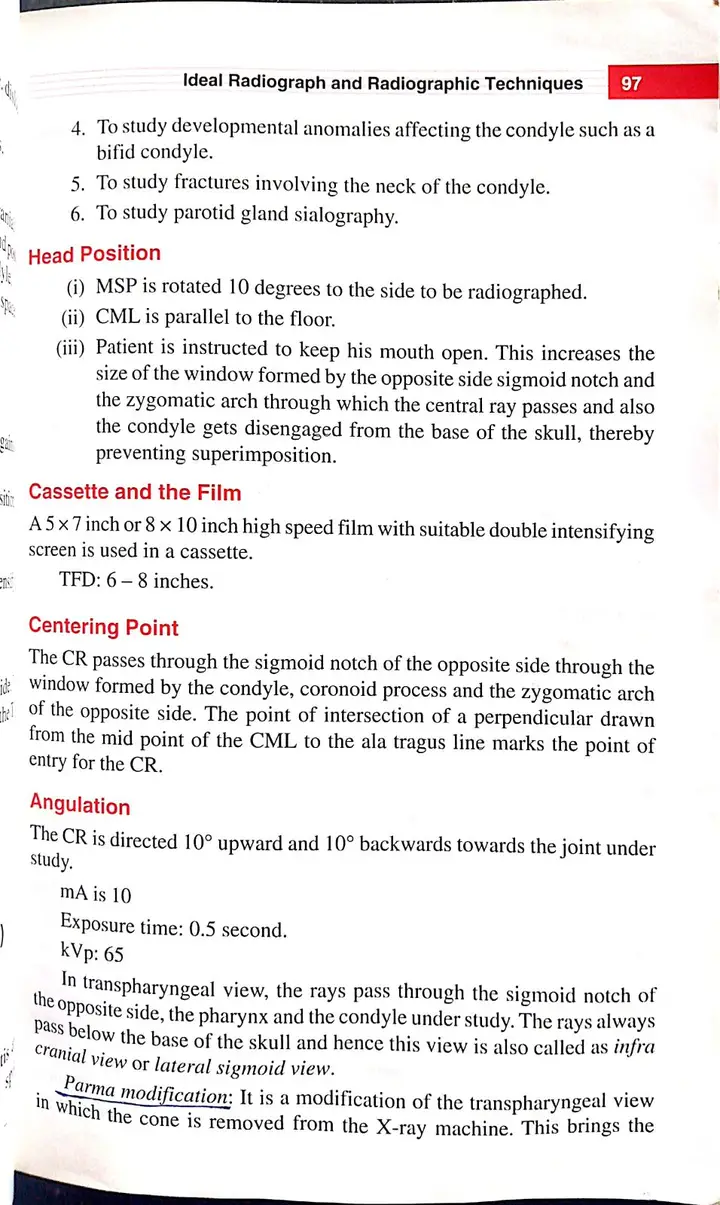 Ideal Radiograph and Radiographic Techniques 97
4. To study developmental anomalies affecting the condyle such as a
bifid condyle.
5. To study fractures involving the neck of the condyle.
6. To study parotid gland sialography.
Head Position
(i) MSP is rotated 10 degrees to the side to be radiographed.
(ii) CML is parallel to the floor.
(iii) Patient is instructed to keep his mouth open. This increases the
size of the window formed by the opposite side sigmoid notch and
the zygomatic arch through which the central ray passes and also
the condyle gets disengaged from the base of the skull, thereby
preventing superimposition.
Cassette and the Film
A 5 × 7 inch or 8 × 10 inch high speed film with suitable double intensifying
screen is used in a cassette.
TFD: 6 – 8 inches.
Centering Point
The CR passes through the sigmoid notch of the opposite side through the
window formed by the condyle, coronoid process and the zygomatic arch
of the opposite side. The point of intersection of a perpendicular drawn
from the mid point of the CML to the ala tragus line marks the point of
entry for the CR.
Angulation
The CR is directed 10° upward and 10° backwards towards the joint under
study.
mA is 10
Exposure time: 0.5 second.
kVp: 65
In transpharyngeal view, the rays pass through the sigmoid notch of
the opposite side, the pharynx and the condyle under study. The rays always
pass below the base of the skull and hence this view is also called as infra
cranial view or lateral sigmoid view.
Parma modification: It is a modification of the transpharyngeal view
in which the cone is removed from the X-ray machine. This brings the